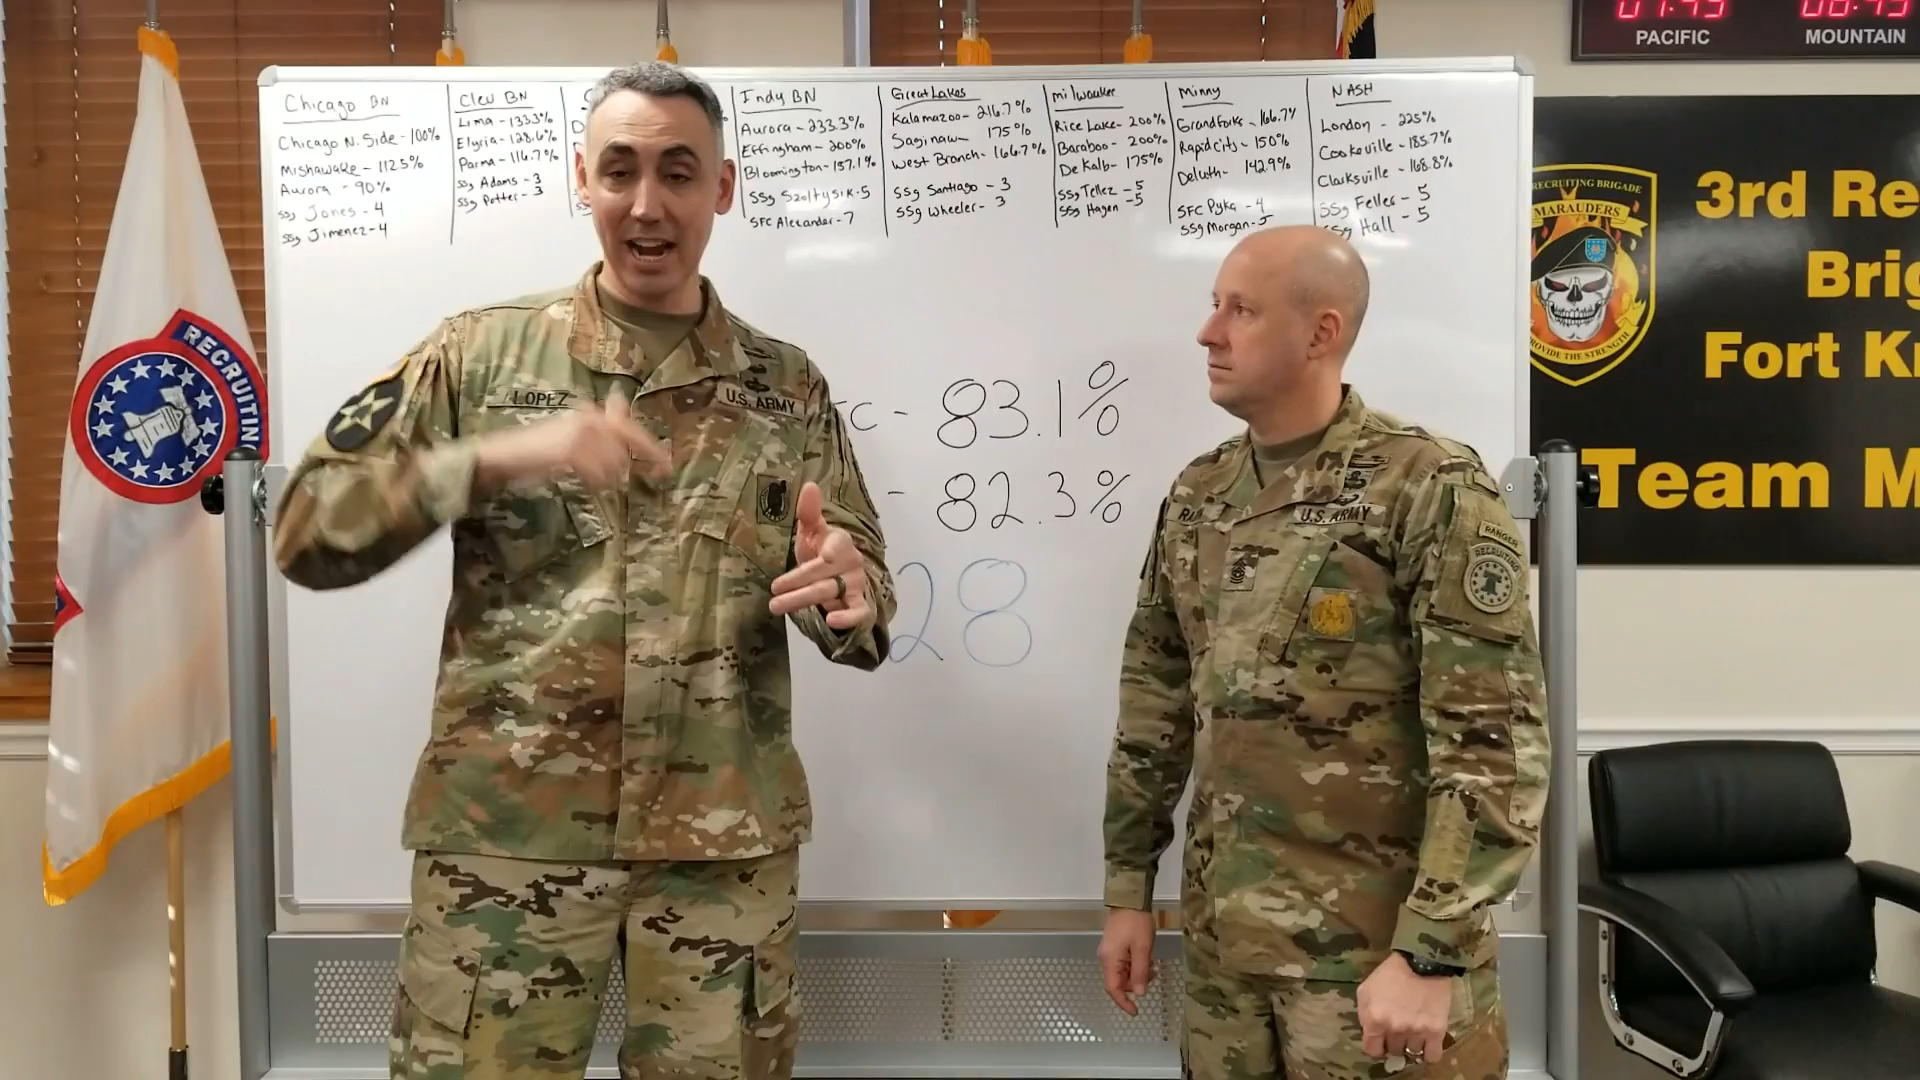 PACIFIC
MOUNTAIN
Chicago BN
Chicago N. Side - 100%
Mishawake - 112.5%
Aurora - 90%
SSg Jones - 4
SSg Jimenez - 4
Clev BN
Lima - 133.3%
Elyria - 128.6%
Parma - 116.7%
SSg Adams - 3
SSg Potter - 3
Indy BN
Aurora - 233.3%
Effingham - 200%
Bloomington - 157.1%
SSg Szoltysik - 5
SFC Alexander - 7
Great Lakes
Kalamazoo - 216.7%
Saginaw - 175%
West Branch - 166.7%
SSg Santiago - 3
SSg Wheeler - 3
milwaukee
Rice Lake - 200%
Baraboo - 200%
De Kalb - 175%
SSg Tellez - 5
SSg Hagen - 5
Minny
Grand Forks - 166.7%
Rapid City - 150%
Deluth - 142.9%
SFC Pyka - 4
SSg Morgan - 5
NASH
London - 225%
Cookeville - 185.7%
Clarksville - 168.8%
SSg Feller - 5
SSg Hall - 5
C - 83.1%
- 82.3%
28
RECRUITIN
LOPEZ
U.S. ARMY
U.S. ARMY
RANGER
RECRUITING
RECRUITING BRIGADE
MARAUDERS
PROVIDE THE STRENGTH
3rd Re
Brig
Fort K
Team M